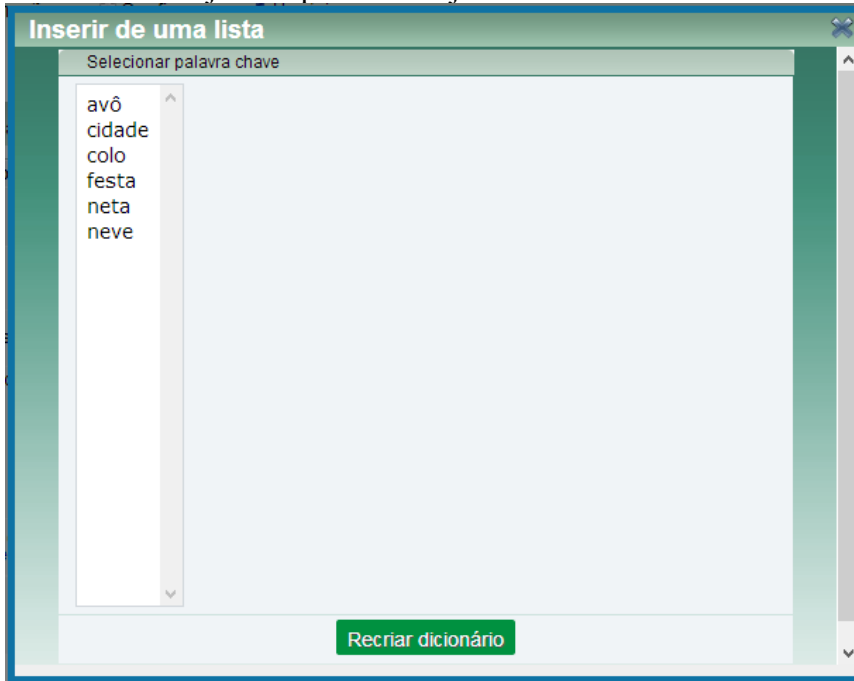 Inserir de uma lista
Selecionar palavra chave
avô
cidade
colo
festa
neta
neve
Recriar dicionário